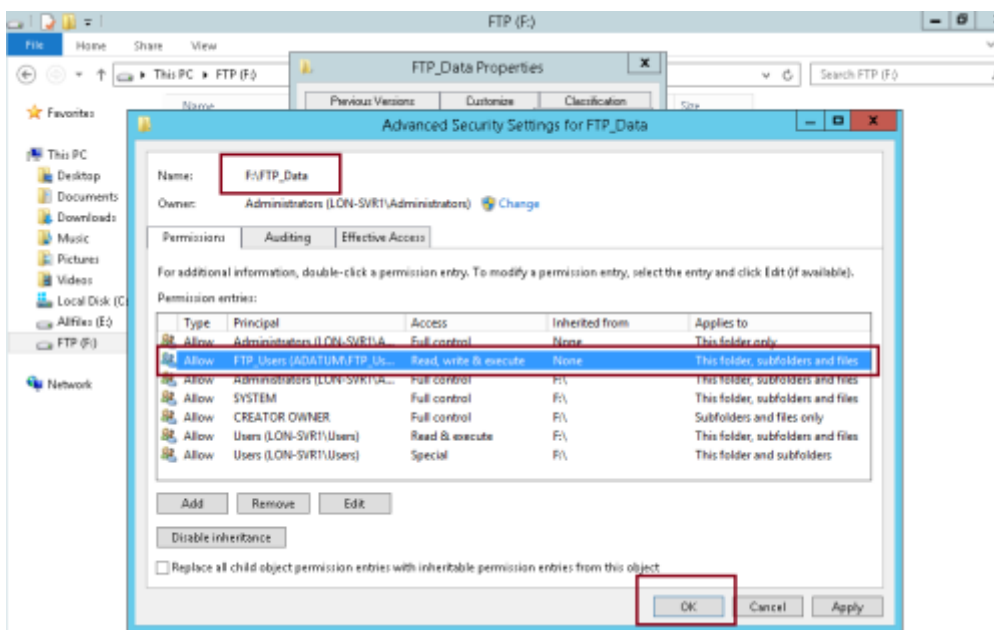 FTP (F:)
File Home Share View
This PC FTP (F:)
Search FTP (F:)
FTP_Data Properties
Previous Versions Customize Classification
Name Size
Advanced Security Settings for FTP_Data
Favorites
This PC
Desktop
Documents
Downloads
Music
Pictures
Videos
Local Disk (C
Allfiles (E:)
FTP (F:)
Network
Name: F:\FTP_Data
Owner: Administrators (LON-SVR1\Administrators) Change
Permissions Auditing Effective Access
For additional information, double-click a permission entry. To modify a permission entry, select the entry and click Edit (if available).
Permission entries:
Type Principal Access Inherited from Applies to
Allow Administrators (LON-SVR1\A... Full control None This folder only
Allow FTP_Users (ADATUM\FTP_Us... Read, write & execute None This folder, subfolders and files
Allow Administrators (LON-SVR1\A... Full control F:\ This folder, subfolders and files
Allow SYSTEM Full control F:\ This folder, subfolders and files
Allow CREATOR OWNER Full control F:\ Subfolders and files only
Allow Users (LON-SVR1\Users) Read & execute F:\ This folder, subfolders and files
Allow Users (LON-SVR1\Users) Special F:\ This folder and subfolders
Add Remove Edit
Disable inheritance
Replace all child object permission entries with inheritable permission entries from this object
OK Cancel Apply